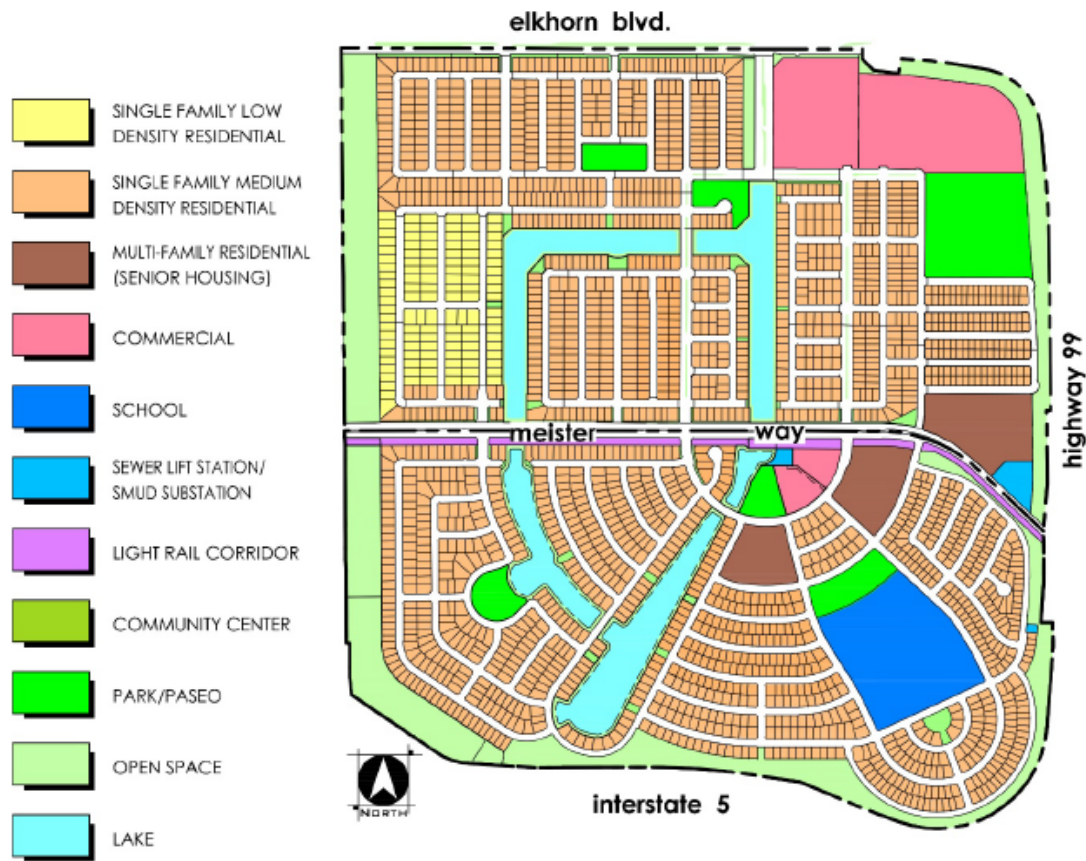 elkhorn blvd.
SINGLE FAMILY LOW
DENSITY RESIDENTIAL
SINGLE FAMILY MEDIUM
DENSITY RESIDENTIAL
MULTI-FAMILY RESIDENTIAL
(SENIOR HOUSING)
COMMERCIAL
SCHOOL
SEWER LIFT STATION/
SMUD SUBSTATION
LIGHT RAIL CORRIDOR
COMMUNITY CENTER
PARK/PASEO
OPEN SPACE
LAKE
meister way
highway 99
NORTH
interstate 5